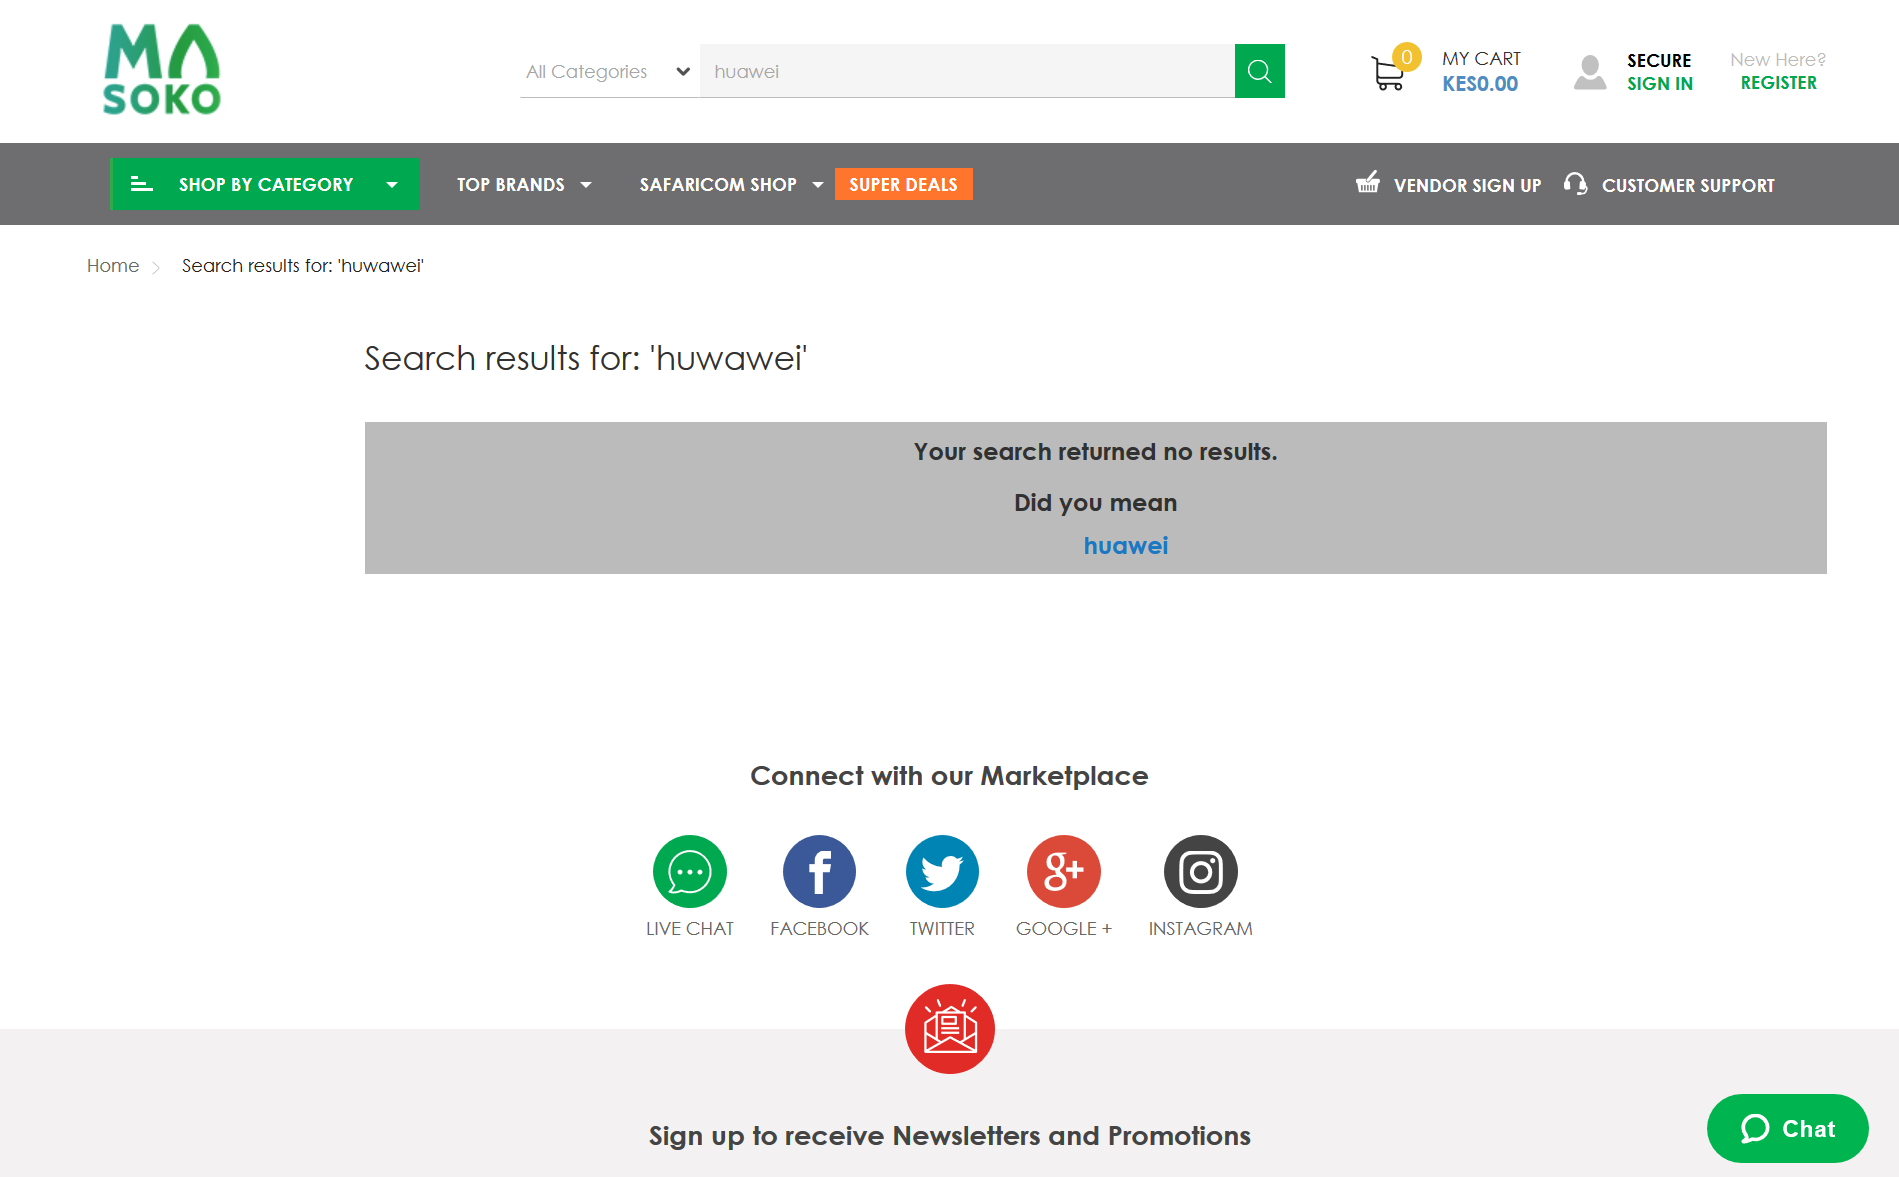 MA
SOKO
All Categories
huawei
0
MY CART
KES0.00
SECURE
SIGN IN
New Here?
REGISTER
SHOP BY CATEGORY
TOP BRANDS
SAFARICOM SHOP
SUPER DEALS
VENDOR SIGN UP
CUSTOMER SUPPORT
Home
Search results for: 'huwawei'
Search results for: 'huwawei'
Your search returned no results.
Did you mean
huawei
Connect with our Marketplace
f
g+
LIVE CHAT
FACEBOOK
TWITTER
GOOGLE +
INSTAGRAM
Sign up to receive Newsletters and Promotions
Chat